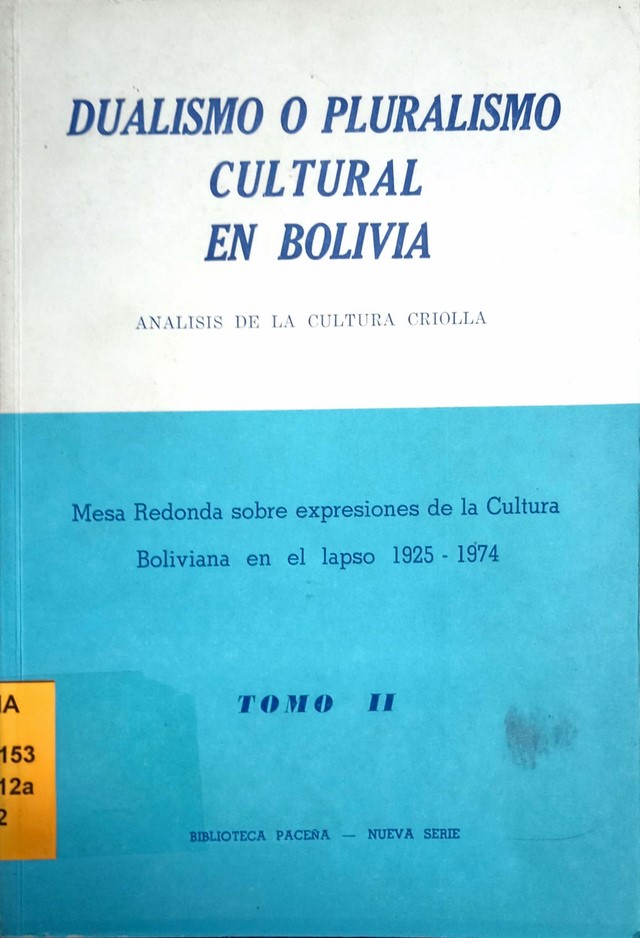 DUALISMO O PLURALISMO
CULTURAL
EN BOLIVIA
ANALISIS DE LA CULTURA CRIOLLA
Mesa Redonda sobre expresiones de la Cultura
Boliviana en el lapso 1925 - 1974
TOMO II
IA
153
12a
2
BIBLIOTECA PACEÑA — NUEVA SERIE